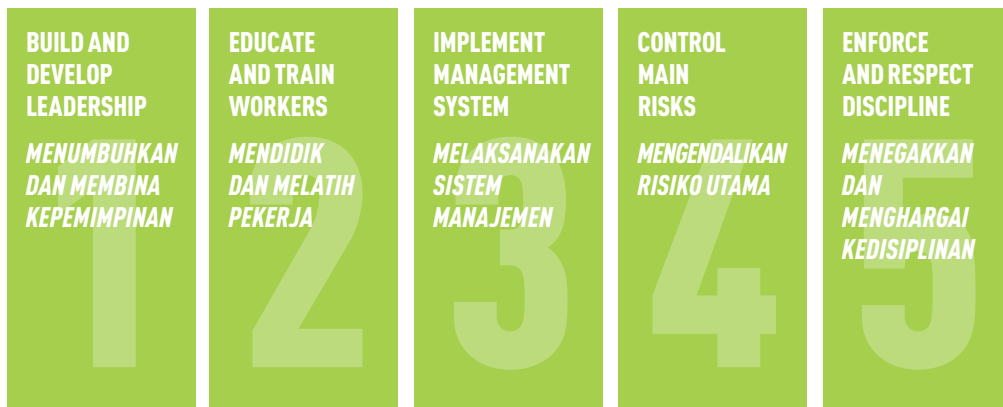 BUILD AND
DEVELOP
LEADERSHIP
MENUMBUHKAN
DAN MEMBINA
KEPEMIMPINAN
1
EDUCATE
AND TRAIN
WORKERS
MENDIDIK
DAN MELATIH
PEKERJA
2
IMPLEMENT
MANAGEMENT
SYSTEM
MELAKSANAKAN
SISTEM
MANAJEMEN
3
CONTROL
MAIN
RISKS
MENGENDALIKAN
RISIKO UTAMA
4
ENFORCE
AND RESPECT
DISCIPLINE
MENEGAKKAN
DAN
MENGHARGAI
KEDISIPLINAN
5